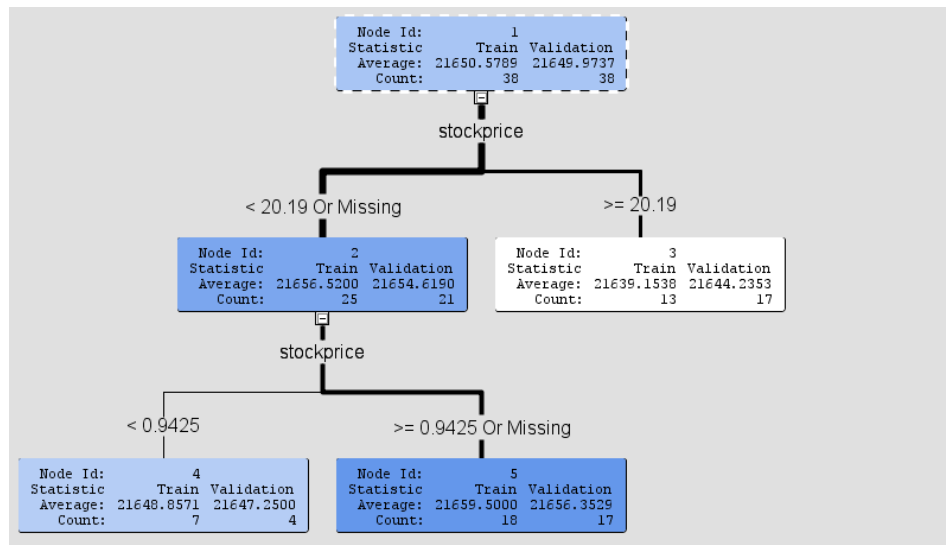 Node Id: 1
Statistic Train Validation
Average: 21650.5789 21649.9737
Count: 38 38
stockprice
< 20.19 Or Missing
>= 20.19
Node Id: 2
Statistic Train Validation
Average: 21656.5200 21654.6190
Count: 25 21
Node Id: 3
Statistic Train Validation
Average: 21639.1538 21644.2353
Count: 13 17
stockprice
< 0.9425
>= 0.9425 Or Missing
Node Id: 4
Statistic Train Validation
Average: 21648.8571 21647.2500
Count: 7 4
Node Id: 5
Statistic Train Validation
Average: 21659.5000 21656.3529
Count: 18 17